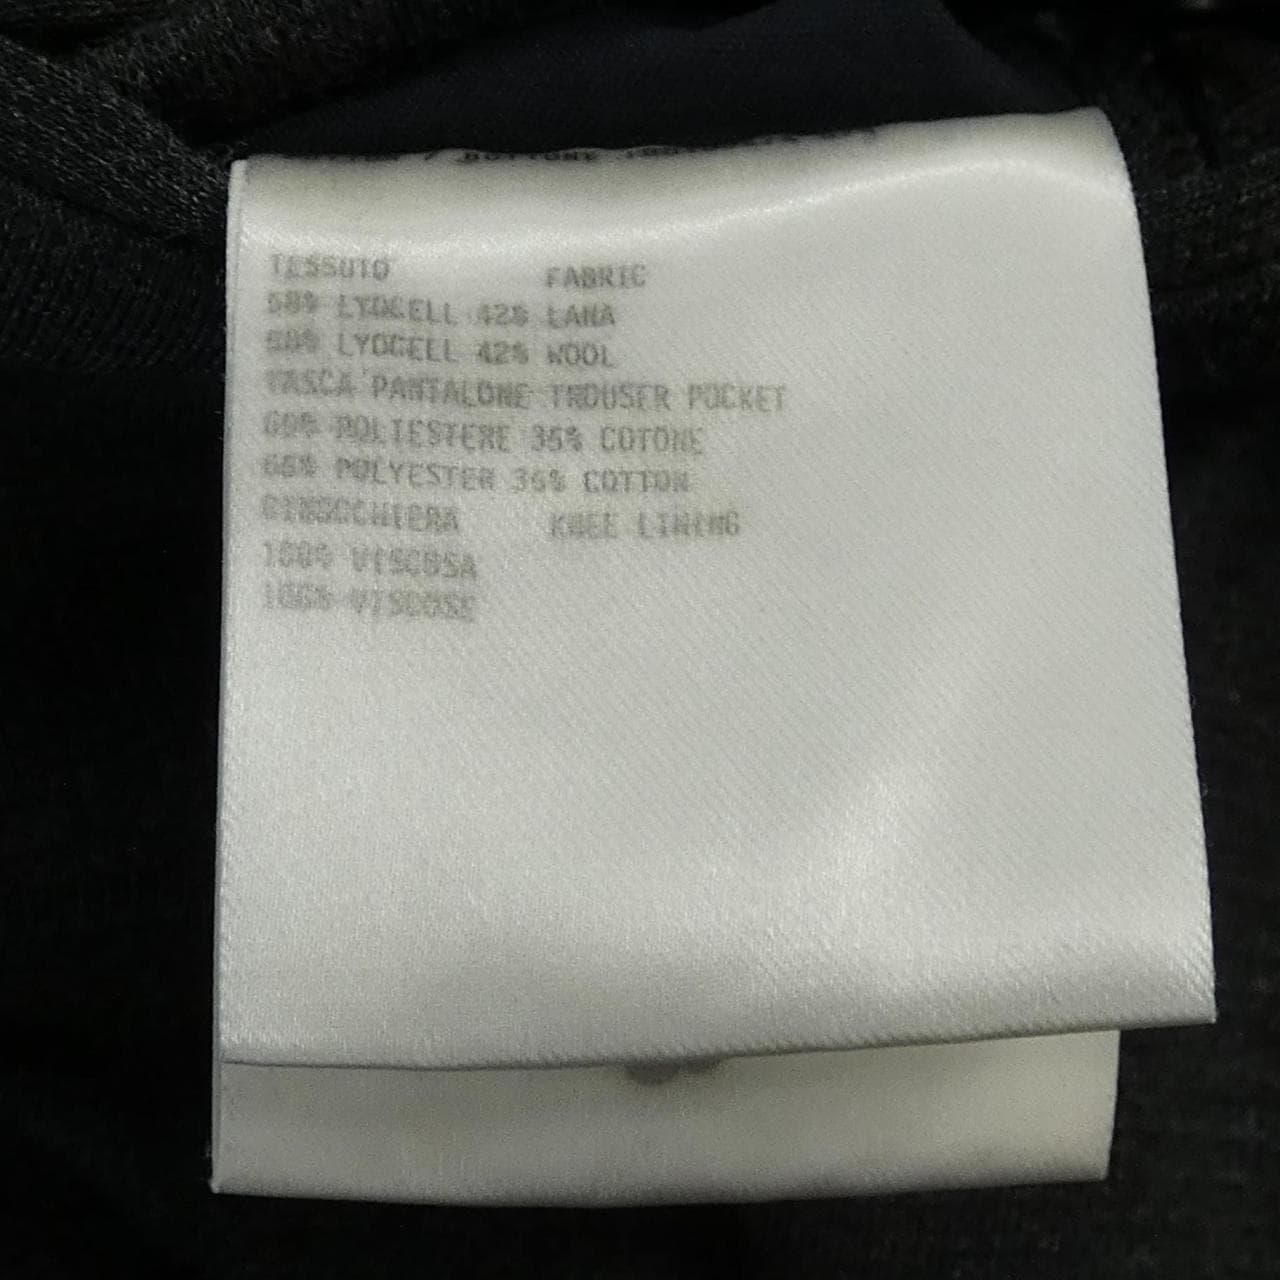 / BOTTONE
TESSUTO FABRIC
58% LYOCELL 42% LANA
58% LYOCELL 42% WOOL
TASCA PANTALONE TROUSER POCKET
POLIESTERE 35% COTONE
65% POLYESTER 35% COTTON
GINOCCHIERA KNEE LINING
100% VISCOSA
100% VISCOSE